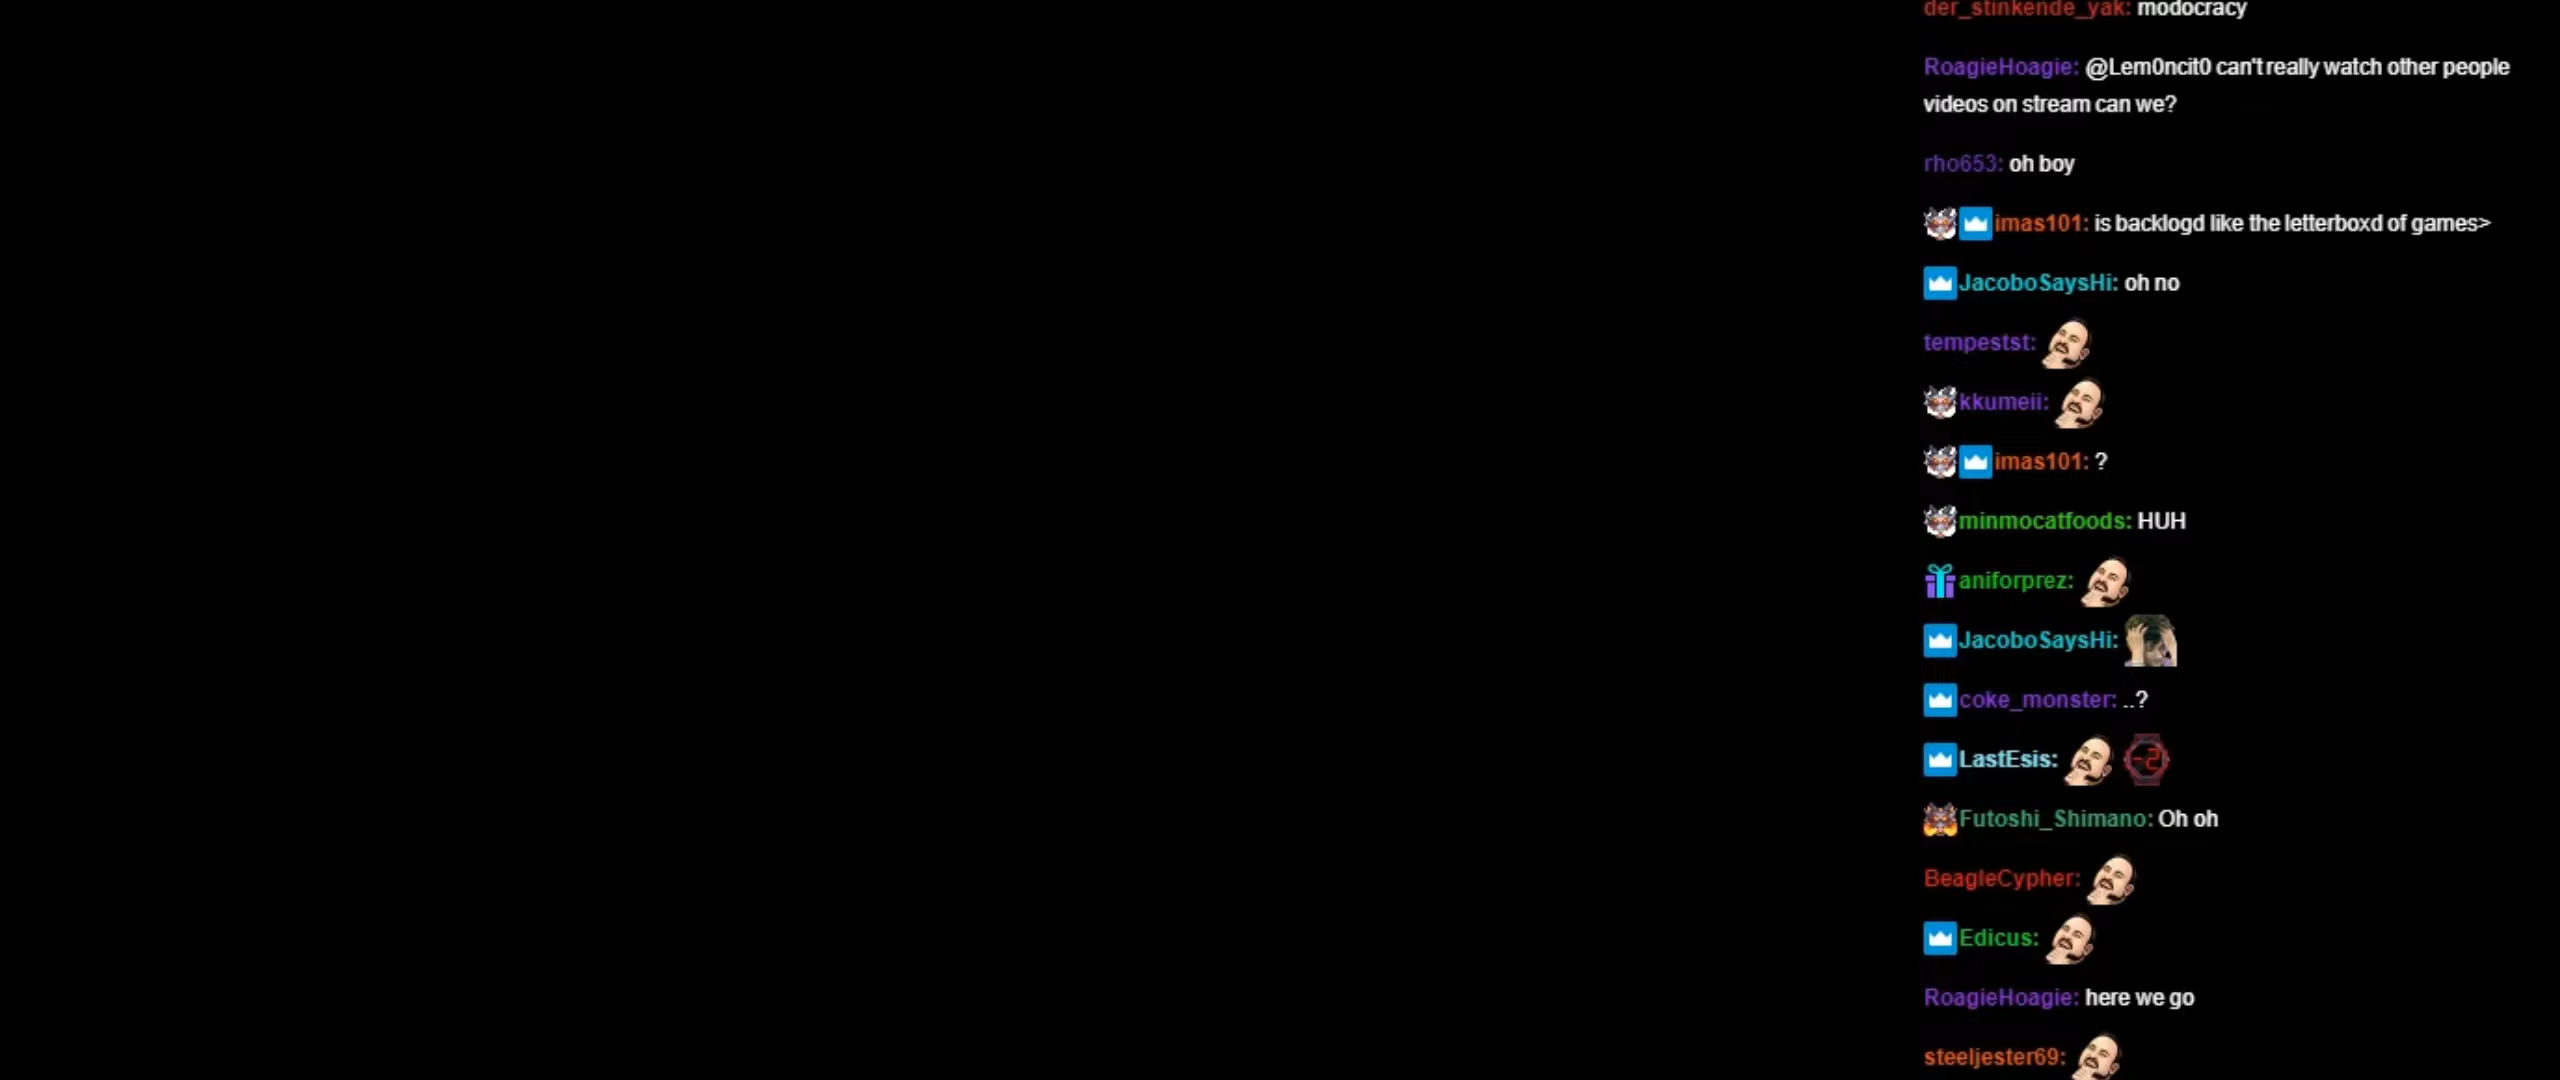 der_stinkende_yak: modocracy
RoagieHoagie: @Lem0ncit0 can't really watch other people
videos on stream can we?
rho653: oh boy
imas101: is backlogd like the letterboxd of games>
JacoboSaysHi: oh no
tempestst:
kkumeii:
imas101: ?
minmocatfoods: HUH
aniforprez:
JacoboSaysHi:
coke_monster: ..?
LastEsis: -2
Futoshi_Shimano: Oh oh
BeagleCypher:
Edicus:
RoagieHoagie: here we go
steeljester69: